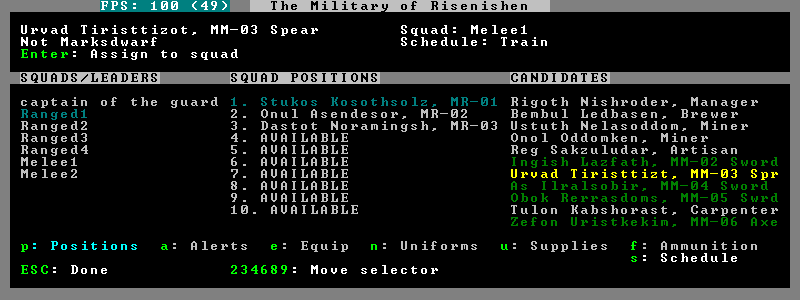 FPS: 100 (49) The Military of Risenishen
Urvad Tiristtizot, MM-03 Spear Squad: Melee1
Not Marksdwarf Schedule: Train
Enter: Assign to squad
SQUADS/LEADERS SQUAD POSITIONS CANDIDATES
captain of the guard 1. Stukos Kosothsolz, MR-01 Rigoth Nishroder, Manager
Ranged1 2. Onul Asendesor, MR-02 Bembul Ledbasen, Brewer
Ranged2 3. Dastot Noramingsh, MR-03 Ustuth Nelasoddom, Miner
Ranged3 4. AVAILABLE Onol Oddomken, Miner
Ranged4 5. AVAILABLE Reg Sakzuludar, Artisan
Melee1 6. AVAILABLE Ingish Lazfath, MM-02 Sword
Melee2 7. AVAILABLE Urvad Tiristtizt, MM-03 Spr
8. AVAILABLE As Ilralsobir, MM-04 Sword
9. AVAILABLE Obok Rerrasdoms, MM-05 Swrd
10. AVAILABLE Tulon Kabshorast, Carpenter
Zefon Uristkekim, MM-06 Axe
p: Positions a: Alerts e: Equip n: Uniforms u: Supplies f: Ammunition
s: Schedule
ESC: Done 234689: Move selector